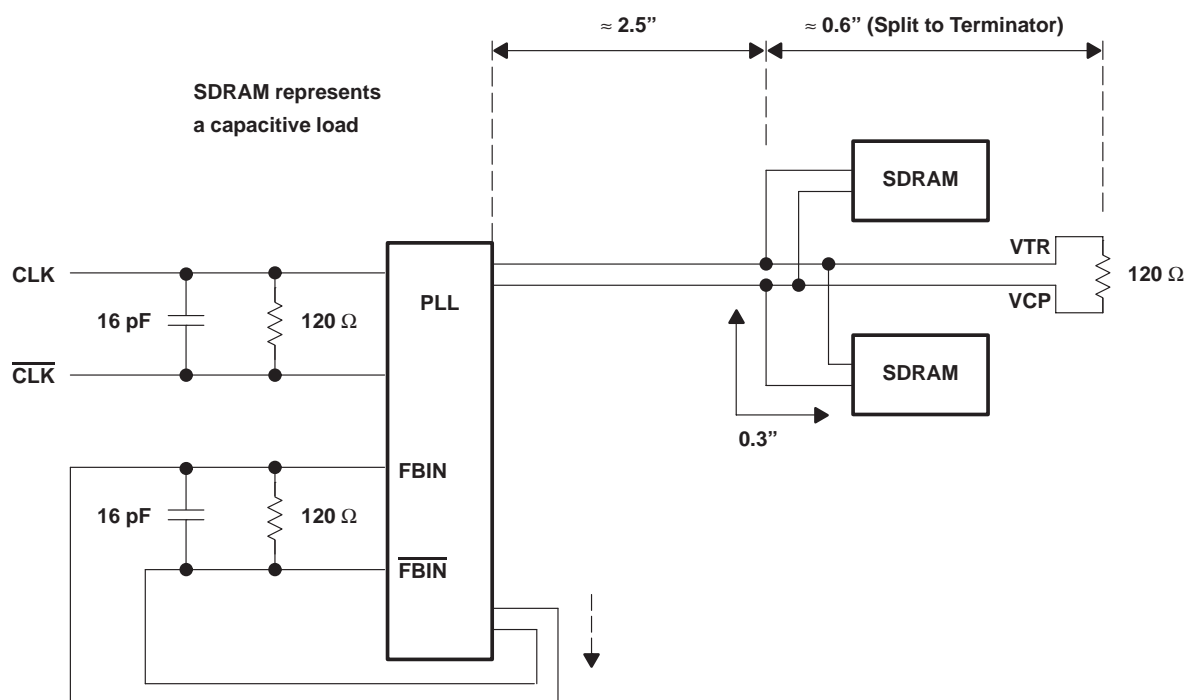 ≈ 2.5”
≈ 0.6” (Split to Terminator)
SDRAM represents
a capacitive load
SDRAM
CLK
VTR
120 Ω
PLL
16 pF
120 Ω
VCP
CLK
SDRAM
0.3”
FBIN
16 pF
120 Ω
FBIN